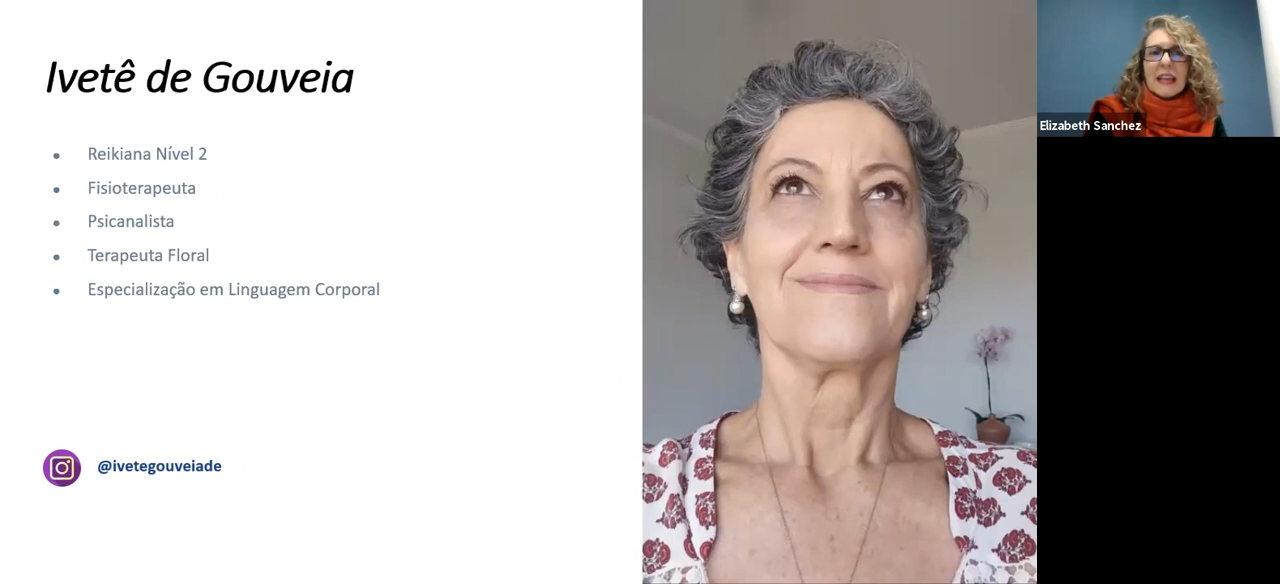 Ivetê de Gouveia
Reikiana Nível 2
Fisioterapeuta
Psicanalista
Terapeuta Floral
Especialização em Linguagem Corporal
@ivetegouveiade
Elizabeth Sanchez